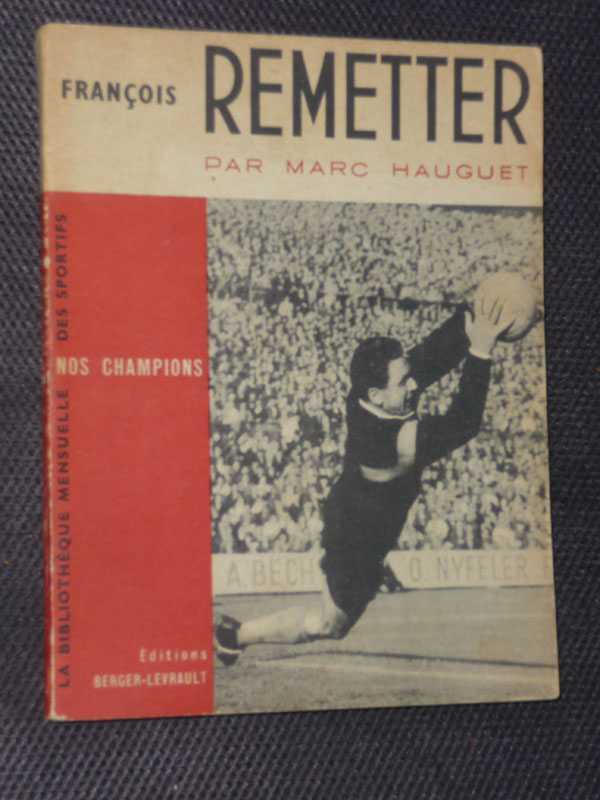 FRANÇOIS REMETTER
PAR MARC HAUGUET
LA BIBLIOTHÈQUE MENSUELLE DES SPORTIFS
NOS CHAMPIONS
A. BECH
O. NYFELER
Éditions
BERGER-LEVRAULT